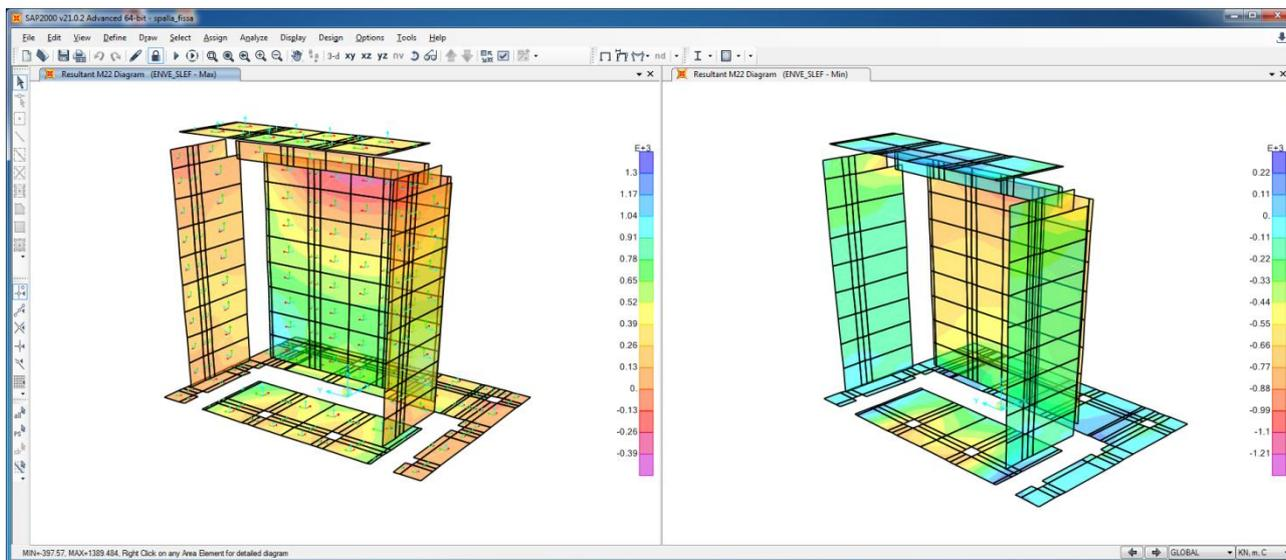 SAP2000 v21.0.2 Advanced 64-bit - spalla_fissa
File Edit View Define Draw Select Assign Analyze Display Design Options Tools Help
3-d xy xz yz nv nd
Resultant M22 Diagram (ENVE_SLEF - Max)
Resultant M22 Diagram (ENVE_SLEF - Min)
E+3
1.3
1.17
1.04
0.91
0.78
0.65
0.52
0.39
0.26
0.13
0.
-0.13
-0.26
-0.39
E+3
0.22
0.11
0.
-0.11
-0.22
-0.33
-0.44
-0.55
-0.66
-0.77
-0.88
-0.99
-1.1
-1.21
MIN=-397.57, MAX=1389.484, Right Click on any Area Element for detailed diagram
GLOBAL
KN, m, C